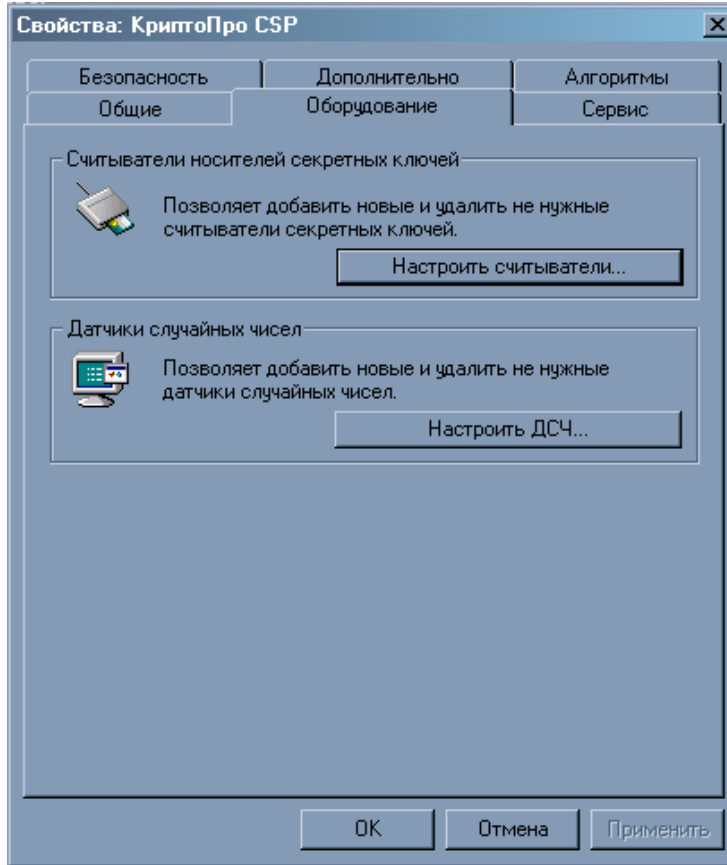 Свойства: КриптоПро CSP
Безопасность
Дополнительно
Алгоритмы
Общие
Оборудование
Сервис
Считыватели носителей секретных ключей
Позволяет добавить новые и удалить не нужные
считыватели секретных ключей.
Настроить считыватели...
Датчики случайных чисел
Позволяет добавить новые и удалить не нужные
датчики случайных чисел.
Настроить ДСЧ...
OK
Отмена
Применить